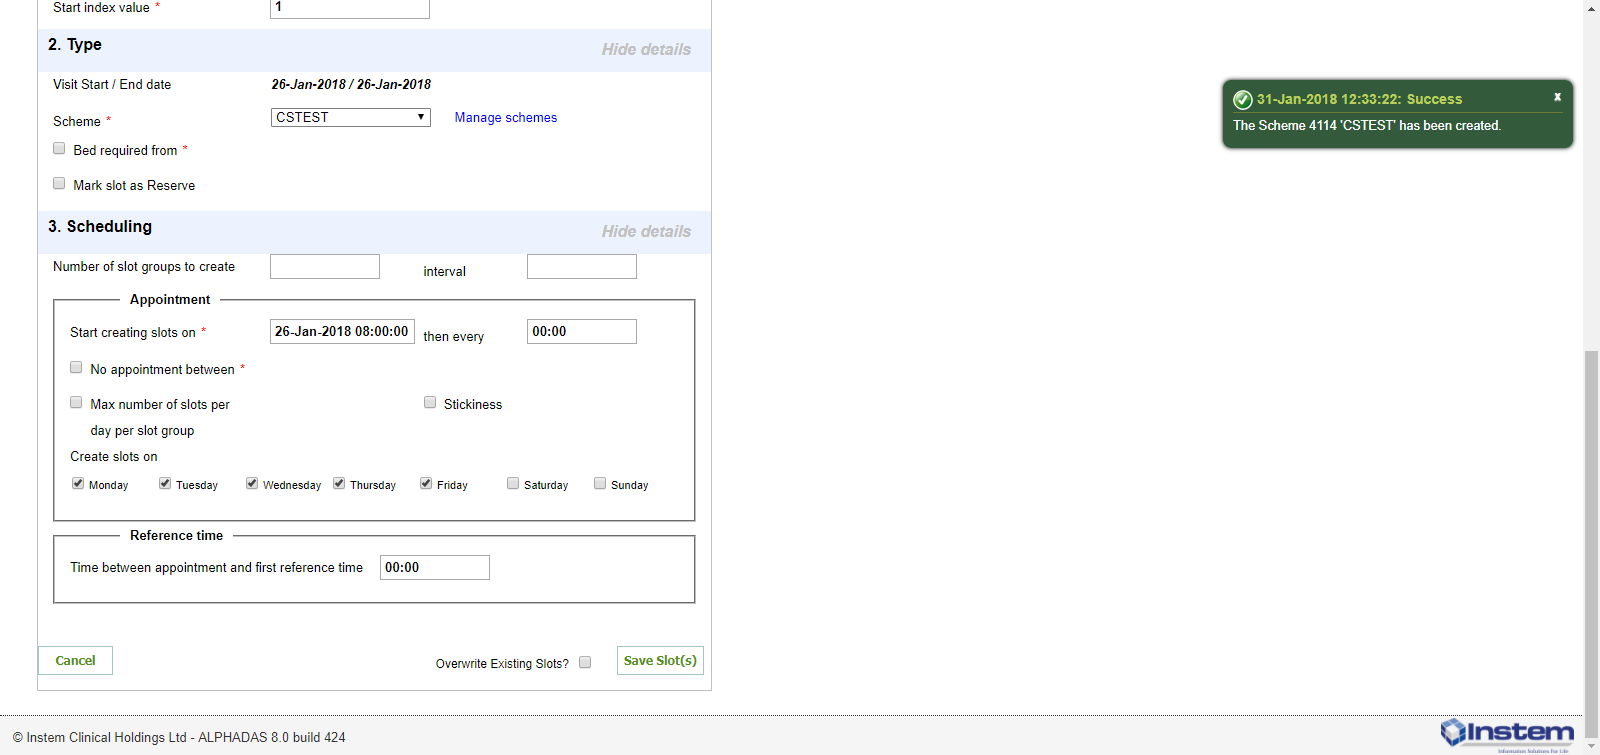 Start index value *
1
2. Type
Hide details
Visit Start / End date
26-Jan-2018 / 26-Jan-2018
Scheme *
CSTEST
Manage schemes
Bed required from *
Mark slot as Reserve
3. Scheduling
Hide details
Number of slot groups to create
interval
Appointment
Start creating slots on *
26-Jan-2018 08:00:00
then every
00:00
No appointment between *
Max number of slots per
day per slot group
Stickiness
Create slots on
Monday Tuesday Wednesday Thursday Friday Saturday Sunday
Reference time
Time between appointment and first reference time
00:00
Cancel
Overwrite Existing Slots?
Save Slot(s)
31-Jan-2018 12:33:22: Success
x
The Scheme 4114 'CSTEST' has been created.
© Instem Clinical Holdings Ltd - ALPHADAS 8.0 build 424
Instem
Information Solutions For Life